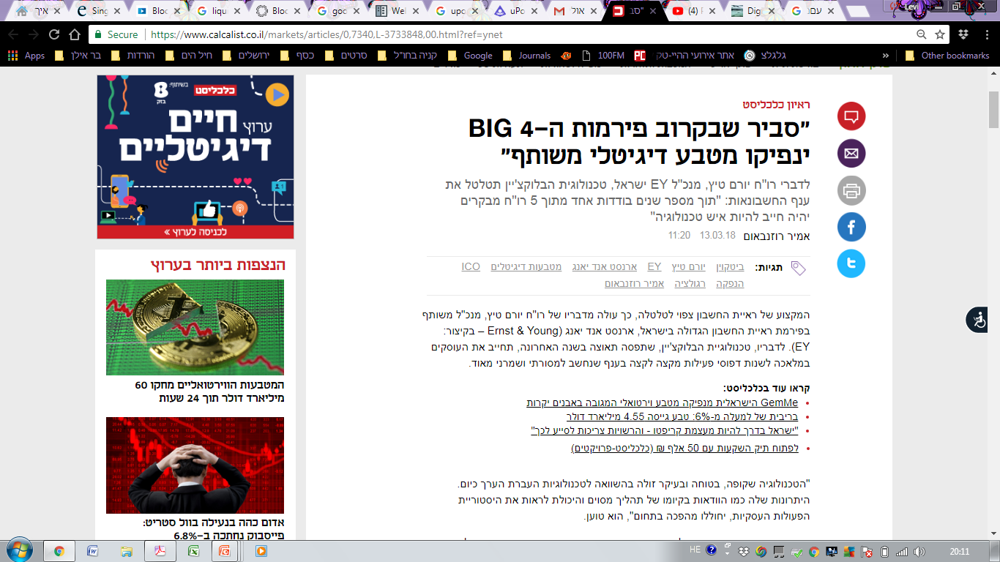 איך
Sing
Bloc
liqu
Bloc
goo
Wel
upo
uPo
אול
"סבי
(4)
Dig
עסנ
Levi
Secure
https://www.calcalist.co.il/markets/articles/0,7340,L-3733848,00.html?ref=ynet
Apps
בר אילן
הורדות
חיל הים
ירושלים
כסף
סרטים
קניה בחו"ל
Google
Journals
100FM
אתר אירועי ההיי-טק
גלגלצ
»
Other bookmarks
בשיתוף:
בזק
כלכליסט
ערוץ
חיים
דיגיטליים
לכניסה לערוץ »
הנצפות ביותר בערוץ
המטבעות הווירטואליים מחקו 60
מיליארד דולר תוך 24 שעות
אדום כהה בנעילה בוול סטריט:
פייסבוק נחתכה ב-6.8%
ראיון כלכליסט
"סביר שבקרוב פירמות ה-BIG 4
ינפיקו מטבע דיגיטלי משותף"
לדברי רו"ח יורם טיץ, מנכ"ל EY ישראל, טכנולוגית הבלוקצ'יין תטלטל את
ענף החשבונאות: "תוך מספר שנים בודדות אחד מתוך 5 רו"ח מבקרים
יהיה חייב להיות איש טכנולוגיה"
אמיר רוזנבאום 13.03.18 11:20
תגיות: ביטקוין יורם טיץ EY ארנסט אנד יאנג מטבעות דיגיטלים ICO
הנפקה רגולציה אמיר רוזנבאום
המקצוע של ראיית החשבון צפוי לטלטלה, כך עולה מדבריו של רו"ח יורם טיץ, מנכ"ל משותף
בפירמת ראיית החשבון הגדולה בישראל, ארנסט אנד יאנג (Ernst & Young – בקיצור:
EY). לדבריו, טכנולוגיית הבלוקצ'יין, שתפסה תאוצה בשנה האחרונה, תחייב את העוסקים
במלאכה לשנות דפוסי פעילות מקצה לקצה בענף שנחשב למסורתי ושמרני מאוד.
קראו עוד בכלכליסט:
GemMe הישראלית מנפיקה מטבע וירטואלי המגובה באבנים יקרות
בריבית של למעלה מ-6%: טבע גייסה 4.55 מיליארד דולר
"ישראל בדרך להיות מעצמת קריפטו - והרשויות צריכות לסייע לכך"
לפתוח תיק השקעות עם 50 אלף ₪ (כלכליסט-פרויקטים)
"הטכנולוגיה שקופה, בטוחה ובעיקר זולה בהשוואה לטכנולוגיות העברת הערך כיום.
היתרונות שלה כמו הוודאות בקיומו של תהליך מסוים והיכולת לראות את היסטוריית
הפעולות העסקיות, יחוללו מהפכה בתחום", הוא טוען.
HE
20:11